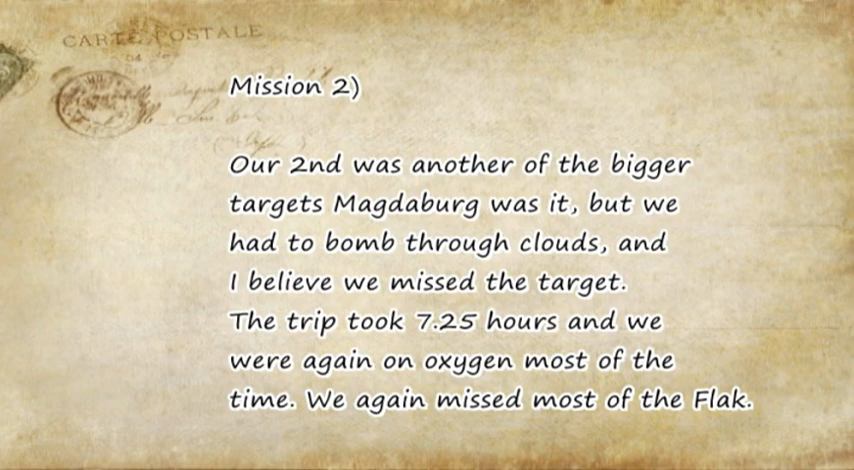 CARTE POSTALE
Mission 2)
Our 2nd was another of the bigger
targets Magdaburg was it, but we
had to bomb through clouds, and
I believe we missed the target.
The trip took 7.25 hours and we
were again on oxygen most of the
time. We again missed most of the Flak.